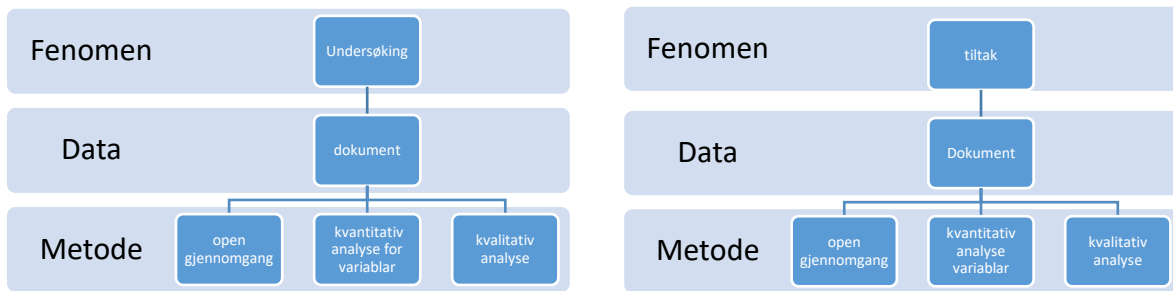 Fenomen
Undersøking
Data
dokument
Metode
open
gjennomgang
kvantitativ
analyse for
variablar
kvalitativ
analyse
Fenomen
tiltak
Data
Dokument
Metode
open
gjennomgang
kvantitativ
analyse
variablar
kvalitativ
analyse